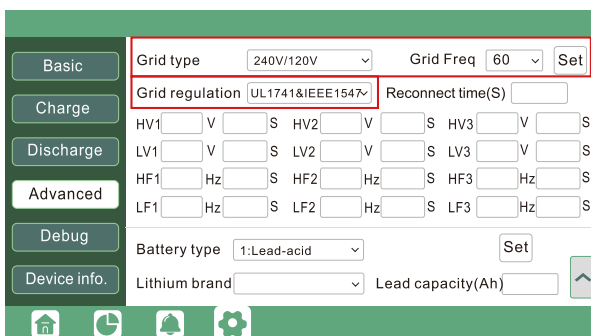 Basic
Charge
Discharge
Advanced
Debug
Device info.
Grid type 240V/120V Grid Freq 60 Set
Grid regulation UL1741&IEEE1547 Reconnect time(S)
HV1 V S HV2 V S HV3 V S
LV1 V S LV2 V S LV3 V S
HF1 Hz S HF2 Hz S HF3 Hz S
LF1 Hz S LF2 Hz S LF3 Hz S
Battery type 1:Lead-acid Set
Lithium brand Lead capacity(Ah)